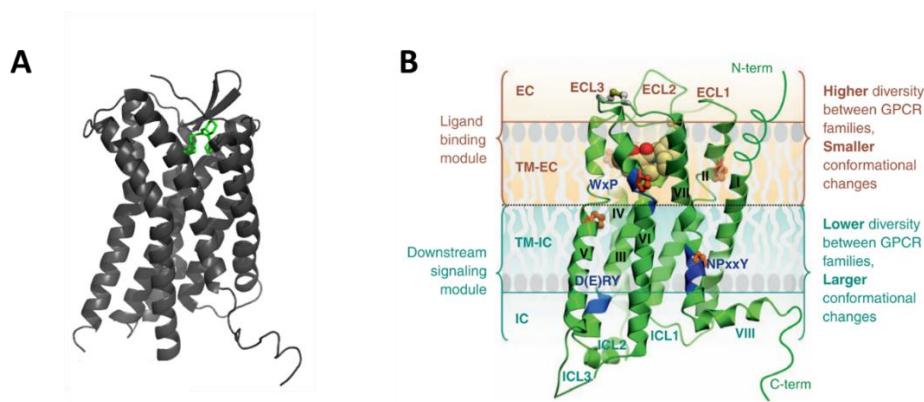 A
B
N-term
EC
ECL3
ECL2
ECL1
Ligand
binding
module
TM-EC
WxP
II
I
VII
Higher diversity
between GPCR
families,
Smaller
conformational
changes
IV
TM-IC
VI
V
III
Downstream
signaling
module
D(E)RY
NPxxY
Lower diversity
between GPCR
families,
Larger
conformational
changes
IC
ICL2
ICL1
VIII
ICL3
C-term